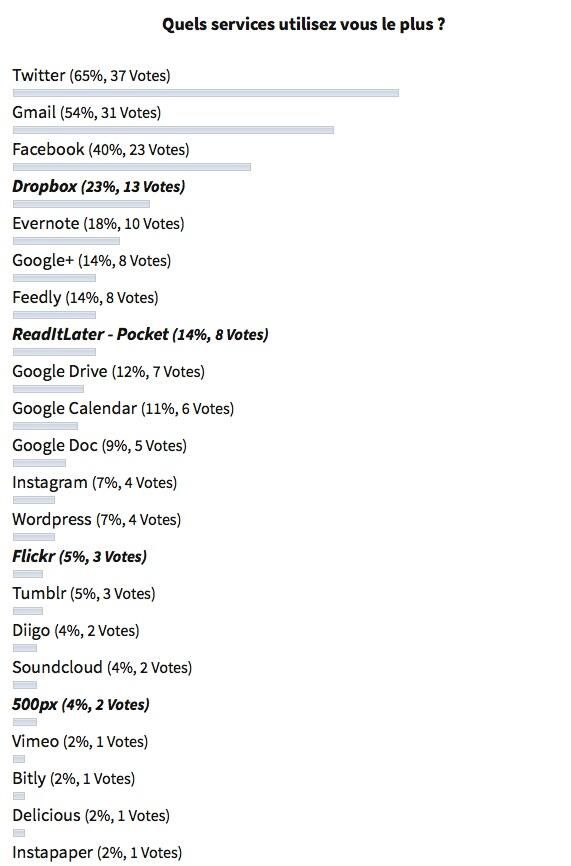 Quels services utilisez vous le plus ?
Twitter (65%, 37 Votes)
Gmail (54%, 31 Votes)
Facebook (40%, 23 Votes)
Dropbox (23%, 13 Votes)
Evernote (18%, 10 Votes)
Google+ (14%, 8 Votes)
Feedly (14%, 8 Votes)
ReadItLater - Pocket (14%, 8 Votes)
Google Drive (12%, 7 Votes)
Google Calendar (11%, 6 Votes)
Google Doc (9%, 5 Votes)
Instagram (7%, 4 Votes)
Wordpress (7%, 4 Votes)
Flickr (5%, 3 Votes)
Tumblr (5%, 3 Votes)
Diigo (4%, 2 Votes)
Soundcloud (4%, 2 Votes)
500px (4%, 2 Votes)
Vimeo (2%, 1 Votes)
Bitly (2%, 1 Votes)
Delicious (2%, 1 Votes)
Instapaper (2%, 1 Votes)